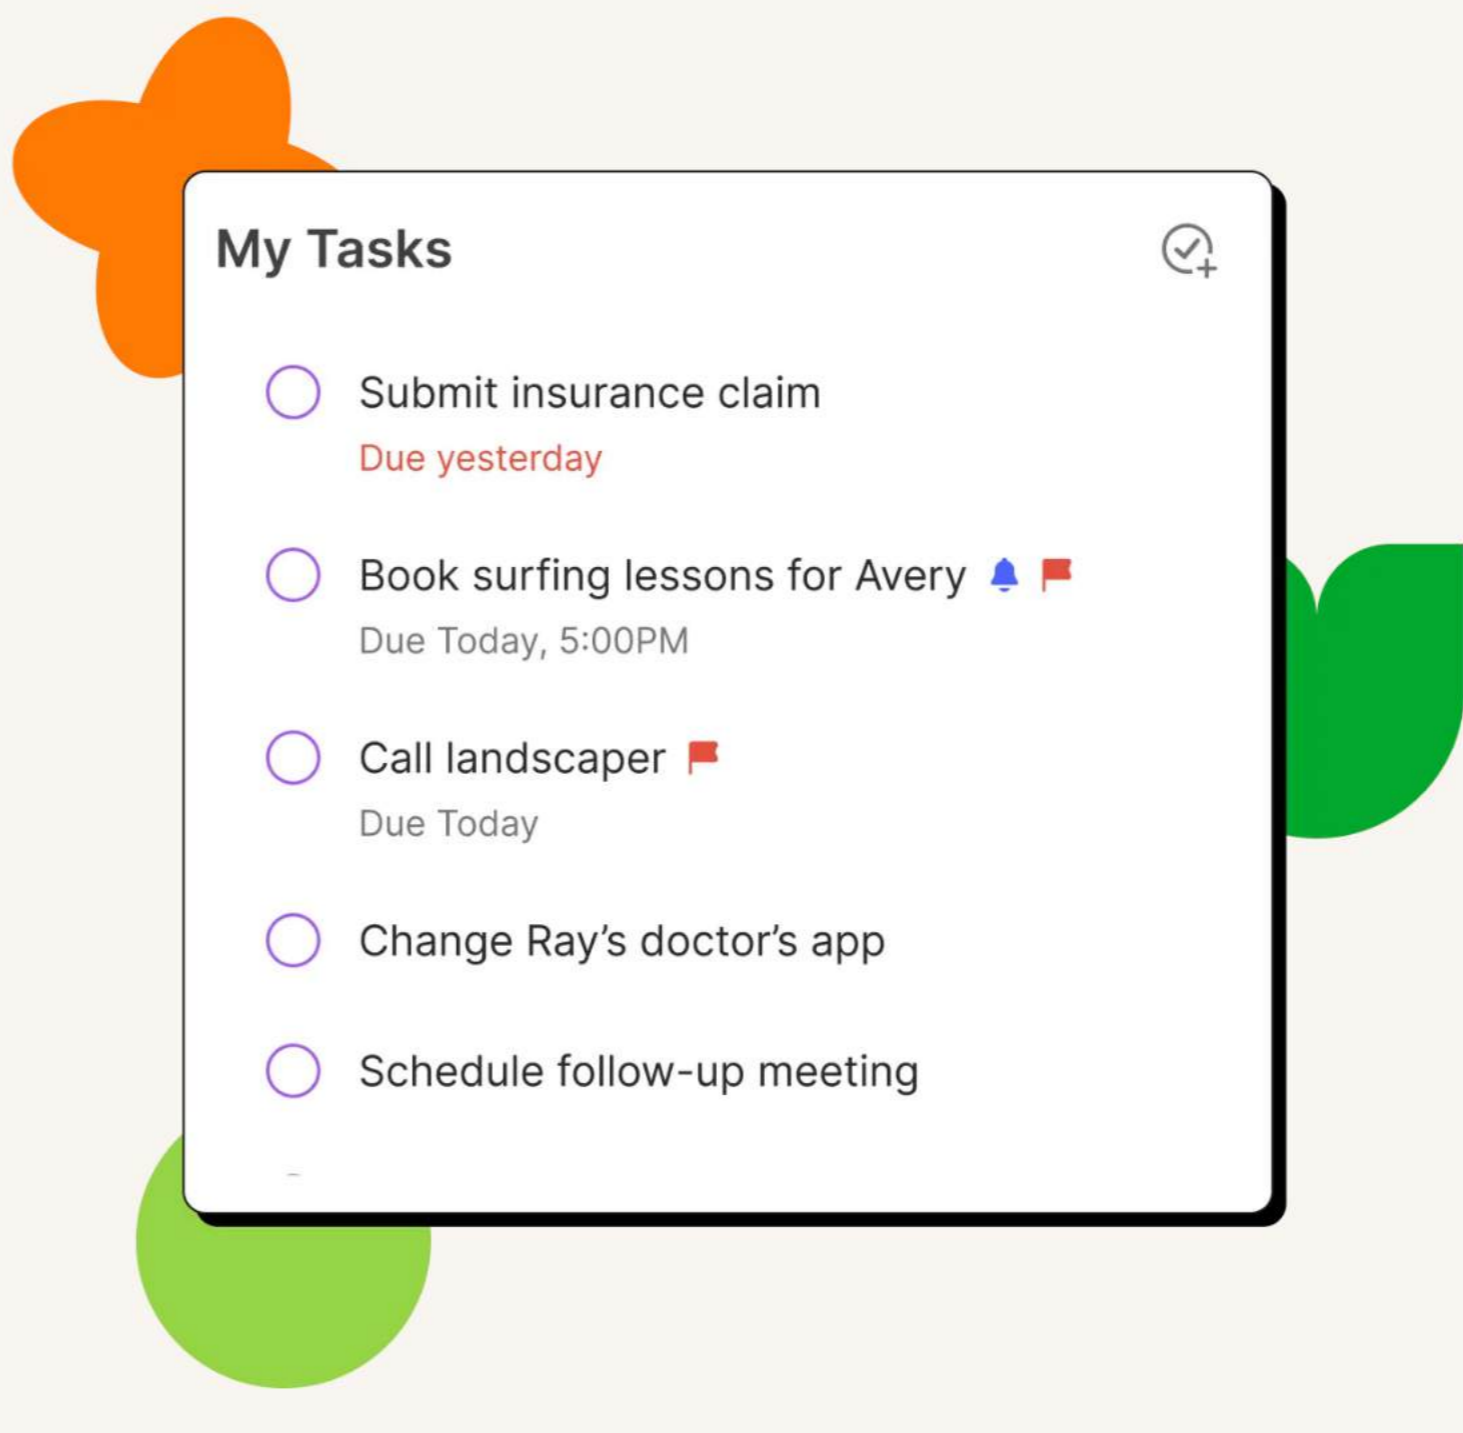 My Tasks
Submit insurance claim
Due yesterday
Book surfing lessons for Avery
Due Today, 5:00PM
Call landscaper
Due Today
Change Ray’s doctor’s app
Schedule follow-up meeting